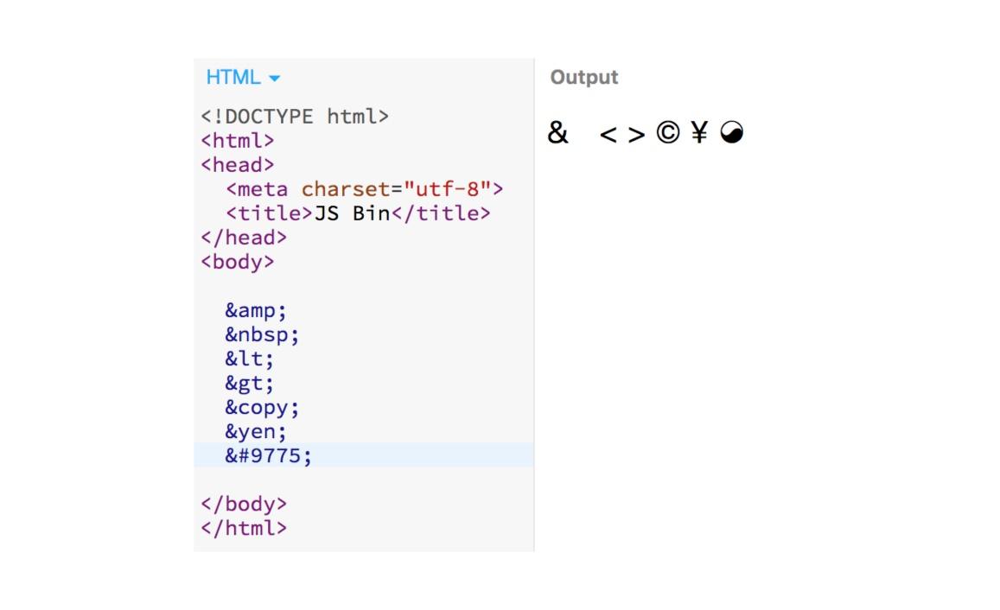 HTML
<!DOCTYPE html>
<html>
<head>
  <meta charset="utf-8">
  <title>JS Bin</title>
</head>
<body>
  &amp;
  &nbsp;
  &lt;
  &gt;
  &copy;
  &yen;
  &#9775;
</body>
</html>
Output
&   < > © ¥ ☯